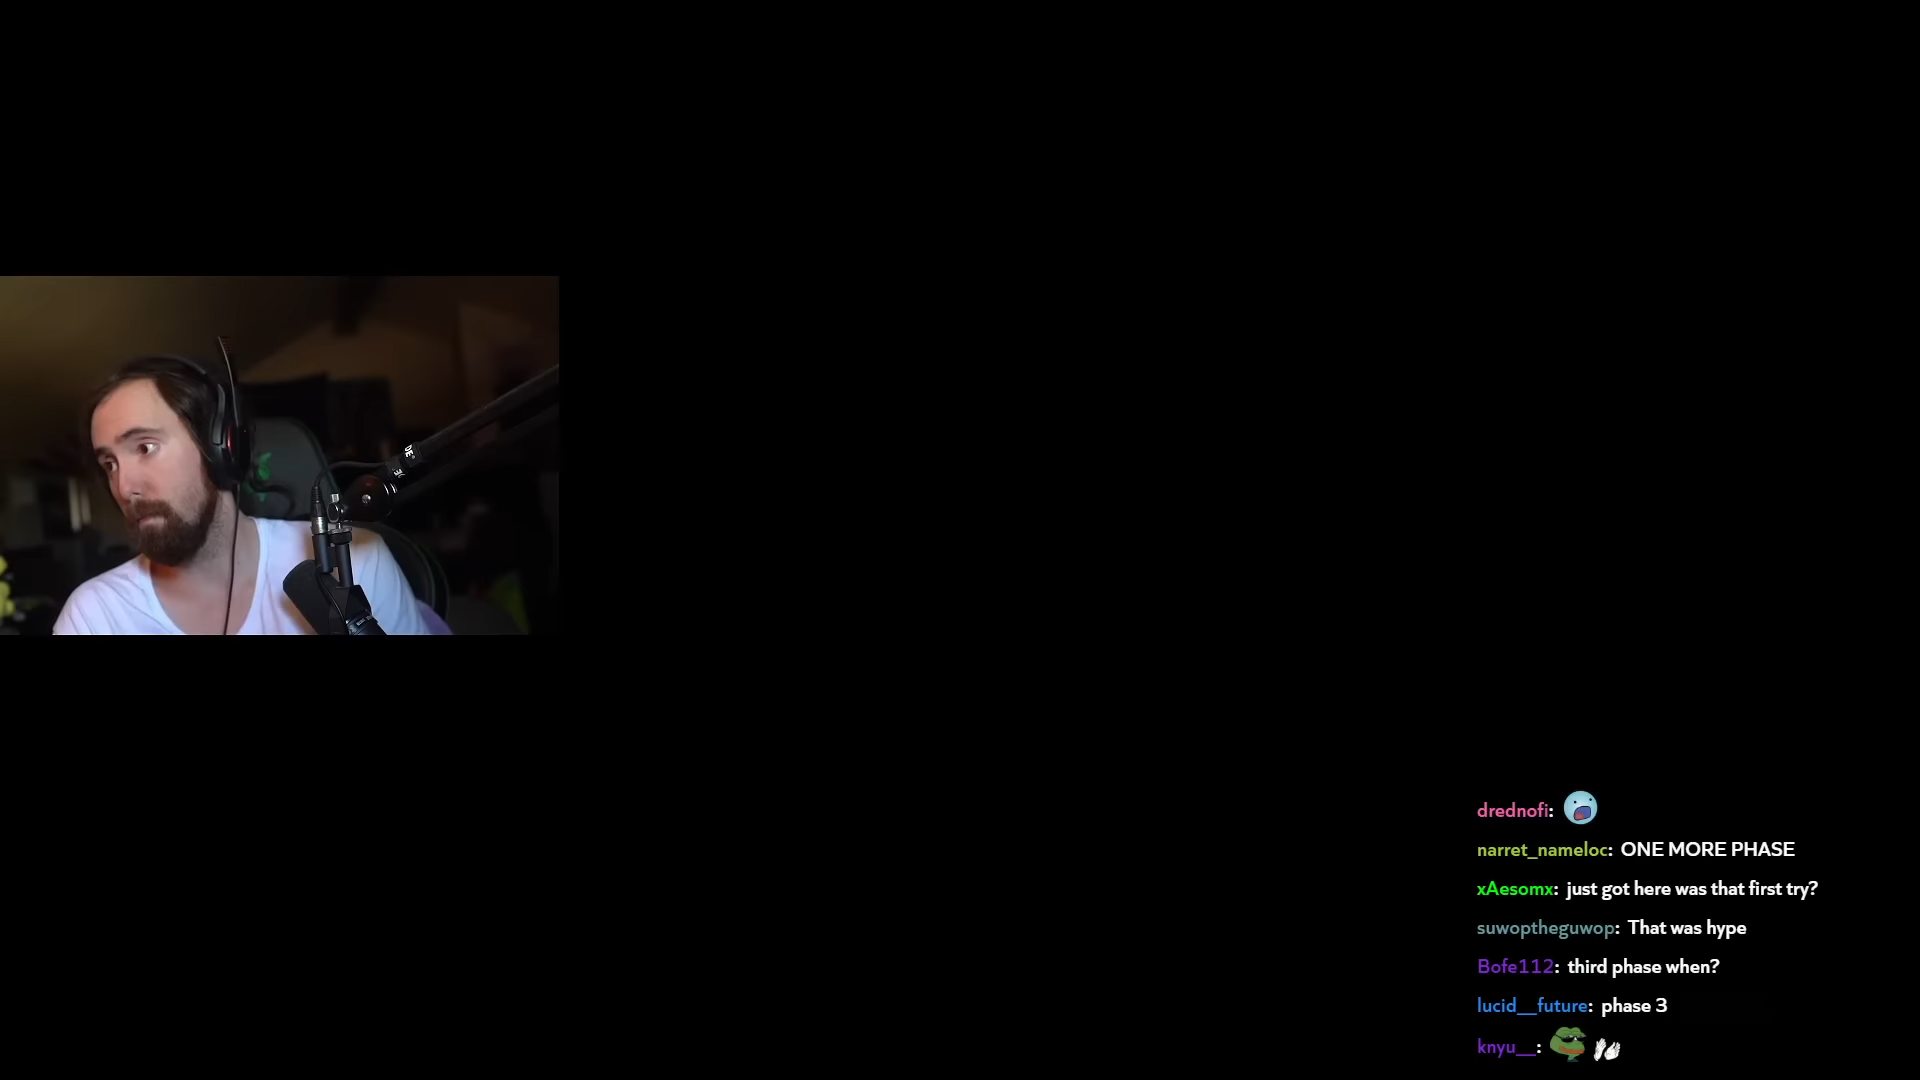 drednofi:
narret_nameloc: ONE MORE PHASE
xAesomx: just got here was that first try?
suwoptheguwop: That was hype
Bofe112: third phase when?
lucid__future: phase 3
knyu__: